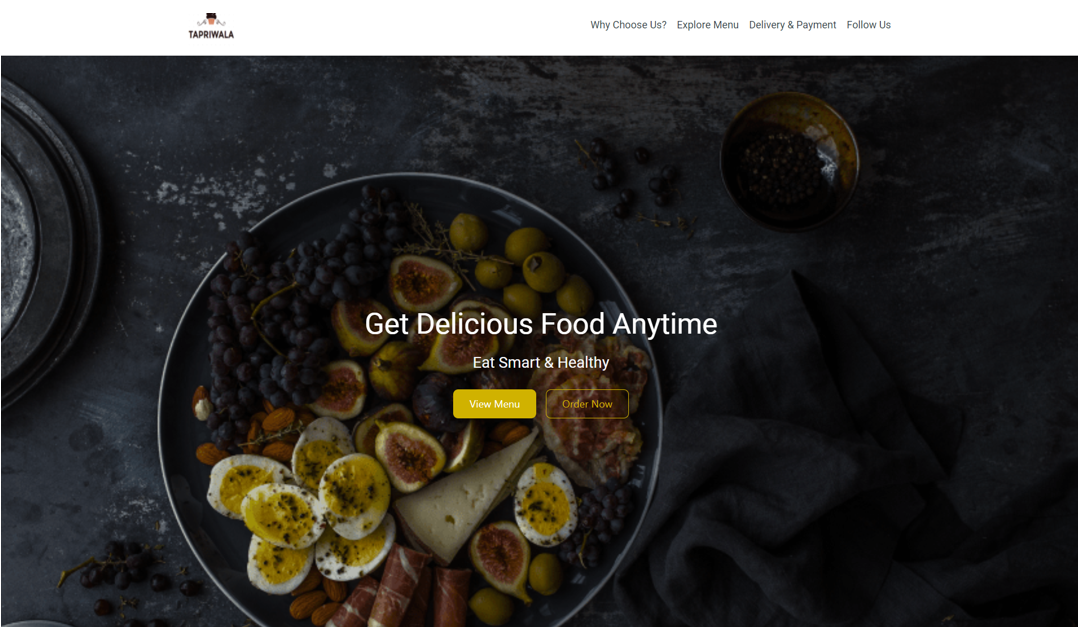 TAPRIWALA
Why Choose Us? Explore Menu Delivery & Payment Follow Us
Get Delicious Food Anytime
Eat Smart & Healthy
View Menu Order Now